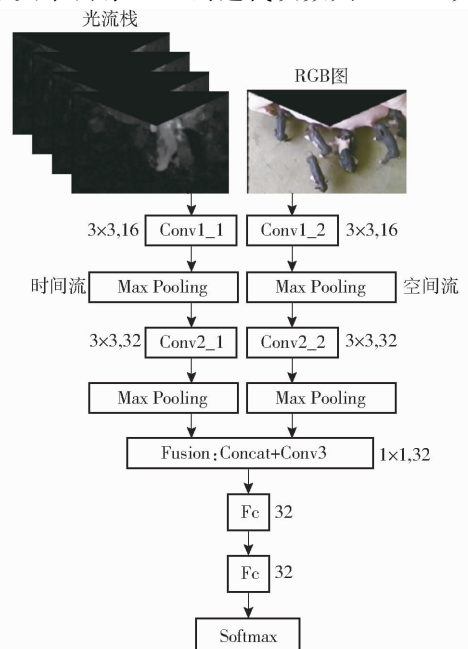 光流栈
RGB图
3×3,16 Conv1_1 Conv1_2 3×3,16
时间流 Max Pooling Max Pooling 空间流
3×3,32 Conv2_1 Conv2_2 3×3,32
Max Pooling Max Pooling
Fusion:Concat+Conv3 1×1,32
Fc 32
Fc 32
Softmax